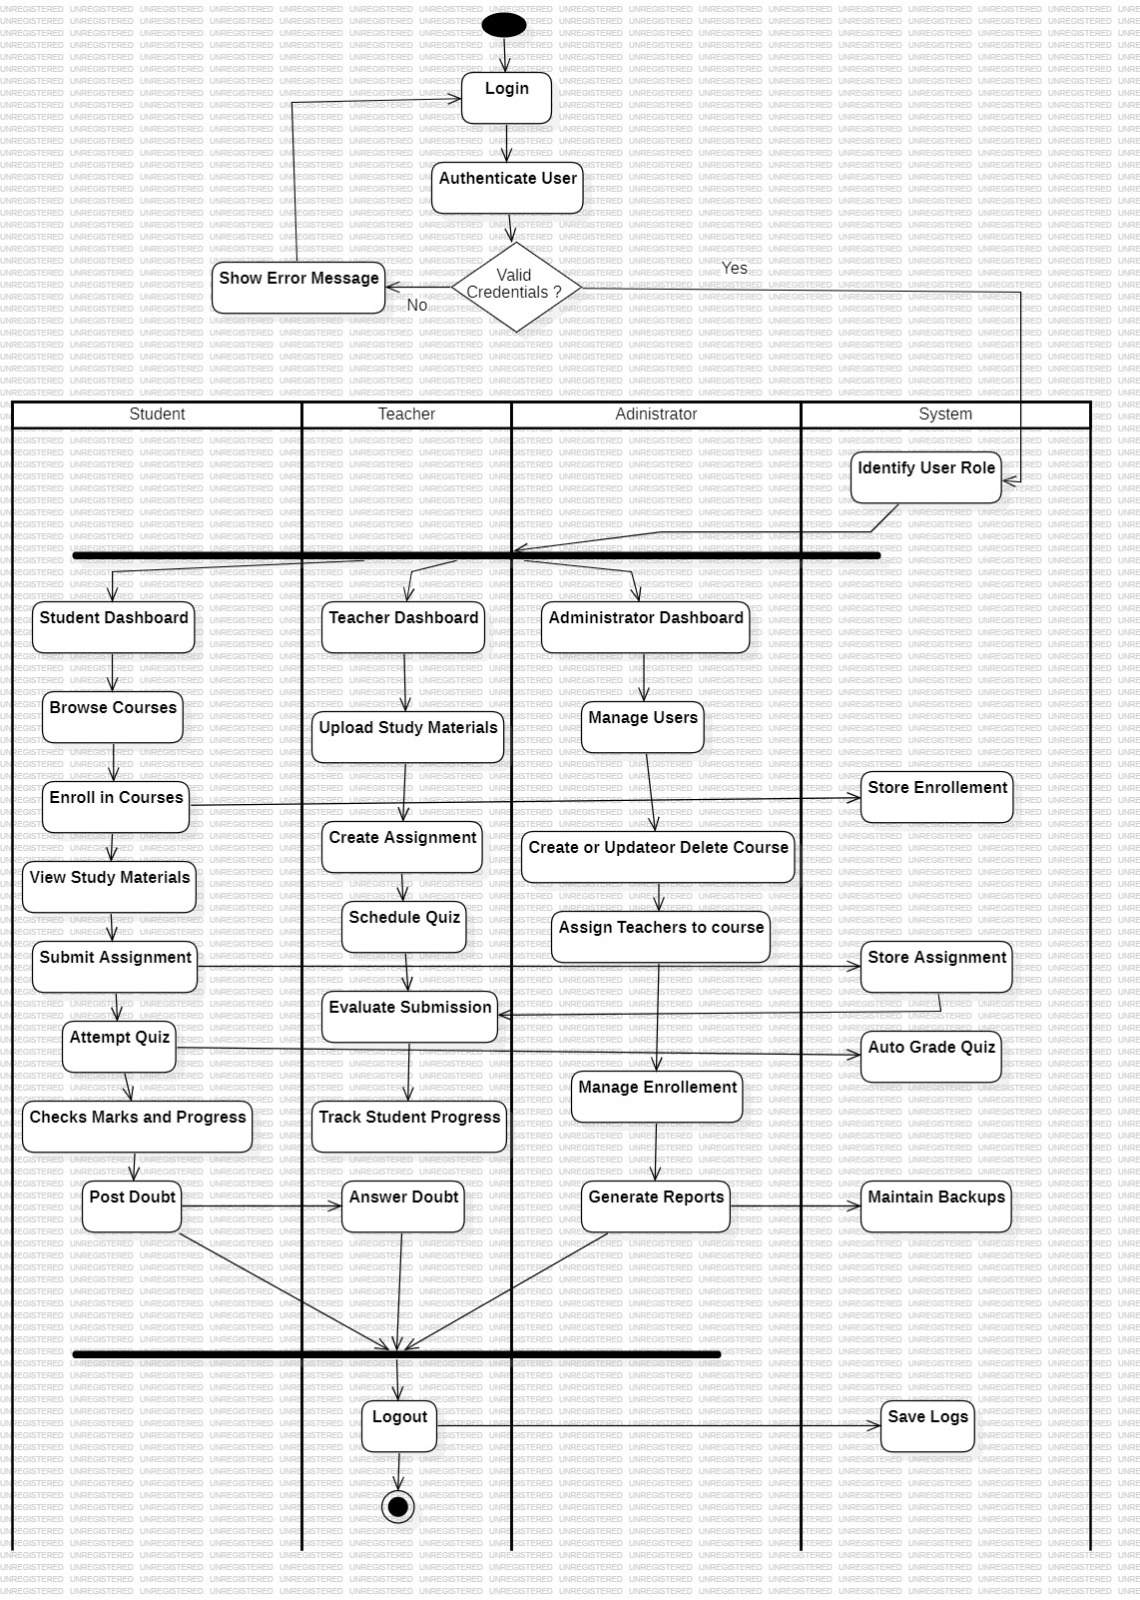 Login
Authenticate User
Valid
Credentials ?
Yes
Show Error Message
No
Student
Teacher
Adinistrator
System
Identify User Role
Student Dashboard
Teacher Dashboard
Administrator Dashboard
Browse Courses
Upload Study Materials
Manage Users
Enroll in Courses
Store Enrollement
Create Assignment
Create or Updateor Delete Course
View Study Materials
Schedule Quiz
Assign Teachers to course
Submit Assignment
Store Assignment
Evaluate Submission
Attempt Quiz
Auto Grade Quiz
Manage Enrollement
Checks Marks and Progress
Track Student Progress
Post Doubt
Answer Doubt
Generate Reports
Maintain Backups
Logout
Save Logs
UNREGISTERED